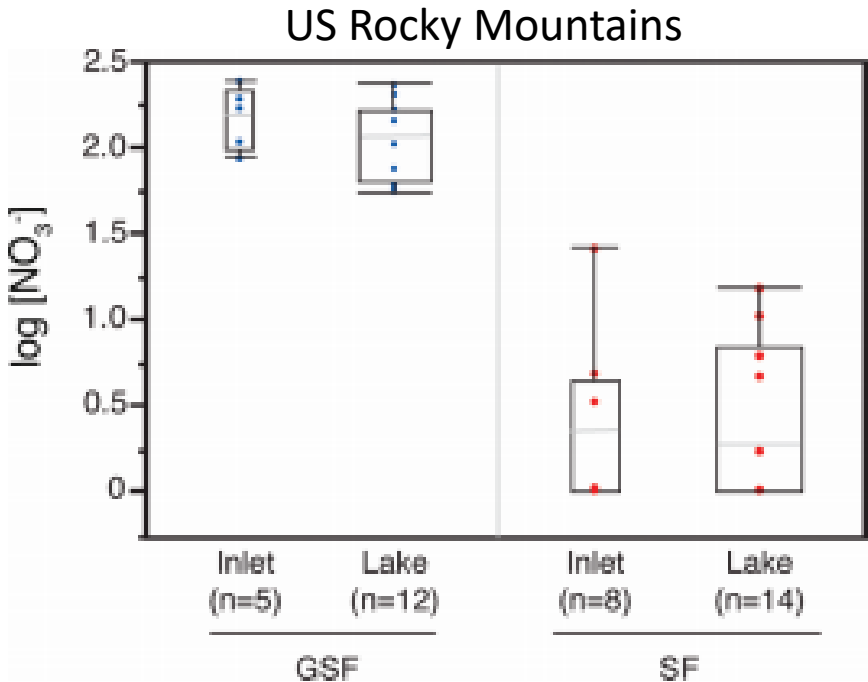 US Rocky Mountains
2.5
2.0
1.5
1.0
0.5
0
log [NO3-]
Inlet Lake Inlet Lake
(n=5) (n=12) (n=8) (n=14)
GSF SF